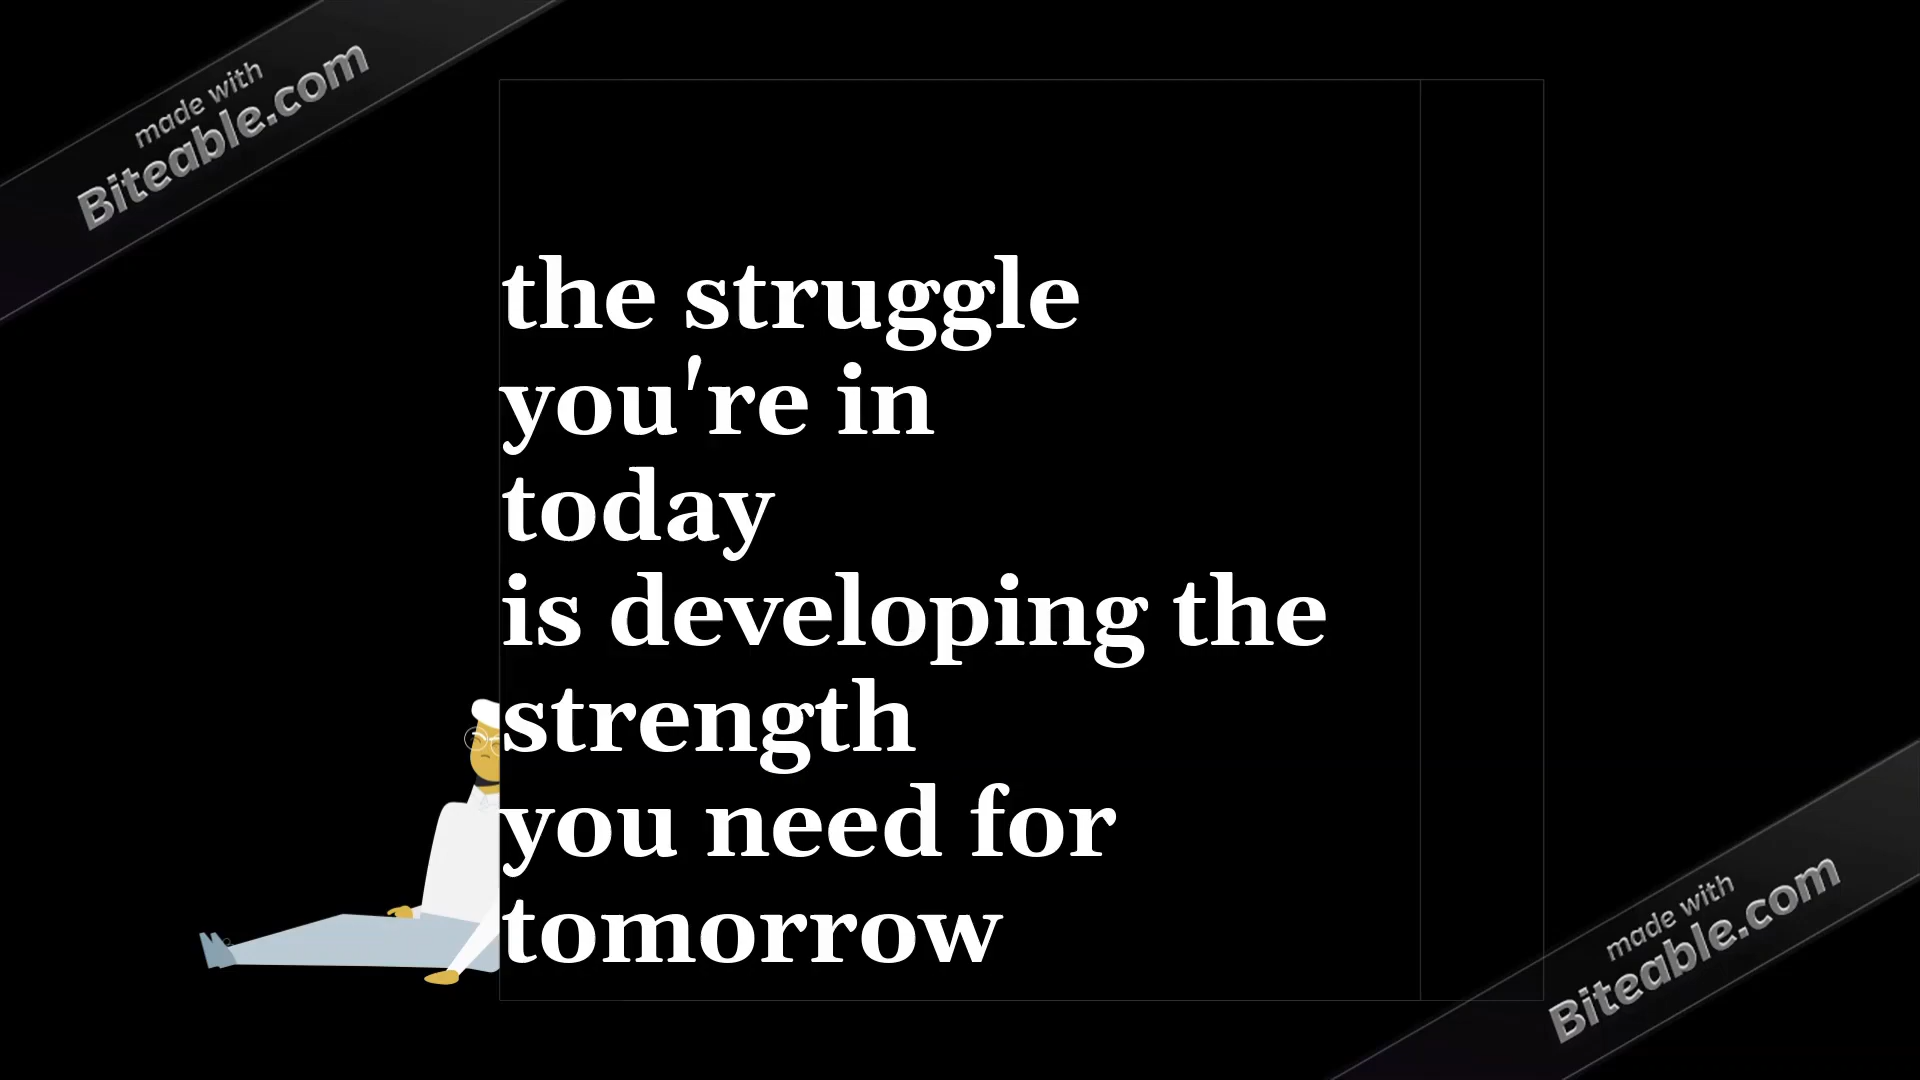 made with
Biteable.com
the struggle
you're in
today
is developing the
strength
you need for
tomorrow
made with
Biteable.com